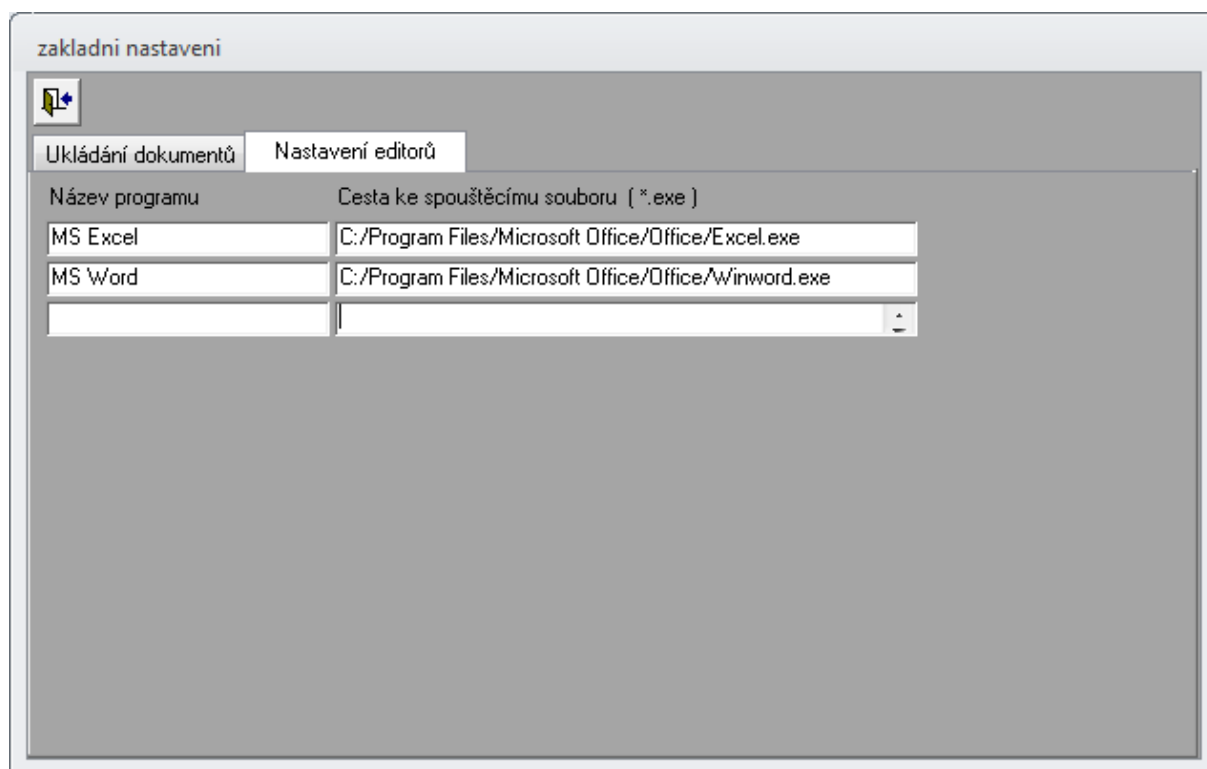 zakladni nastaveni
Ukládání dokumentů Nastavení editorů
Název programu Cesta ke spouštěcímu souboru ( *.exe )
MS Excel C:/Program Files/Microsoft Office/Office/Excel.exe
MS Word C:/Program Files/Microsoft Office/Office/Winword.exe